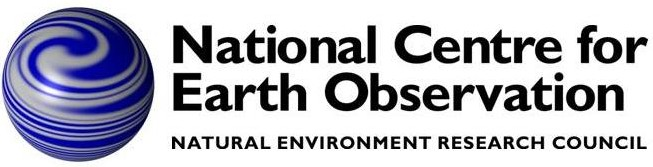 National Centre for
Earth Observation
NATURAL ENVIRONMENT RESEARCH COUNCIL